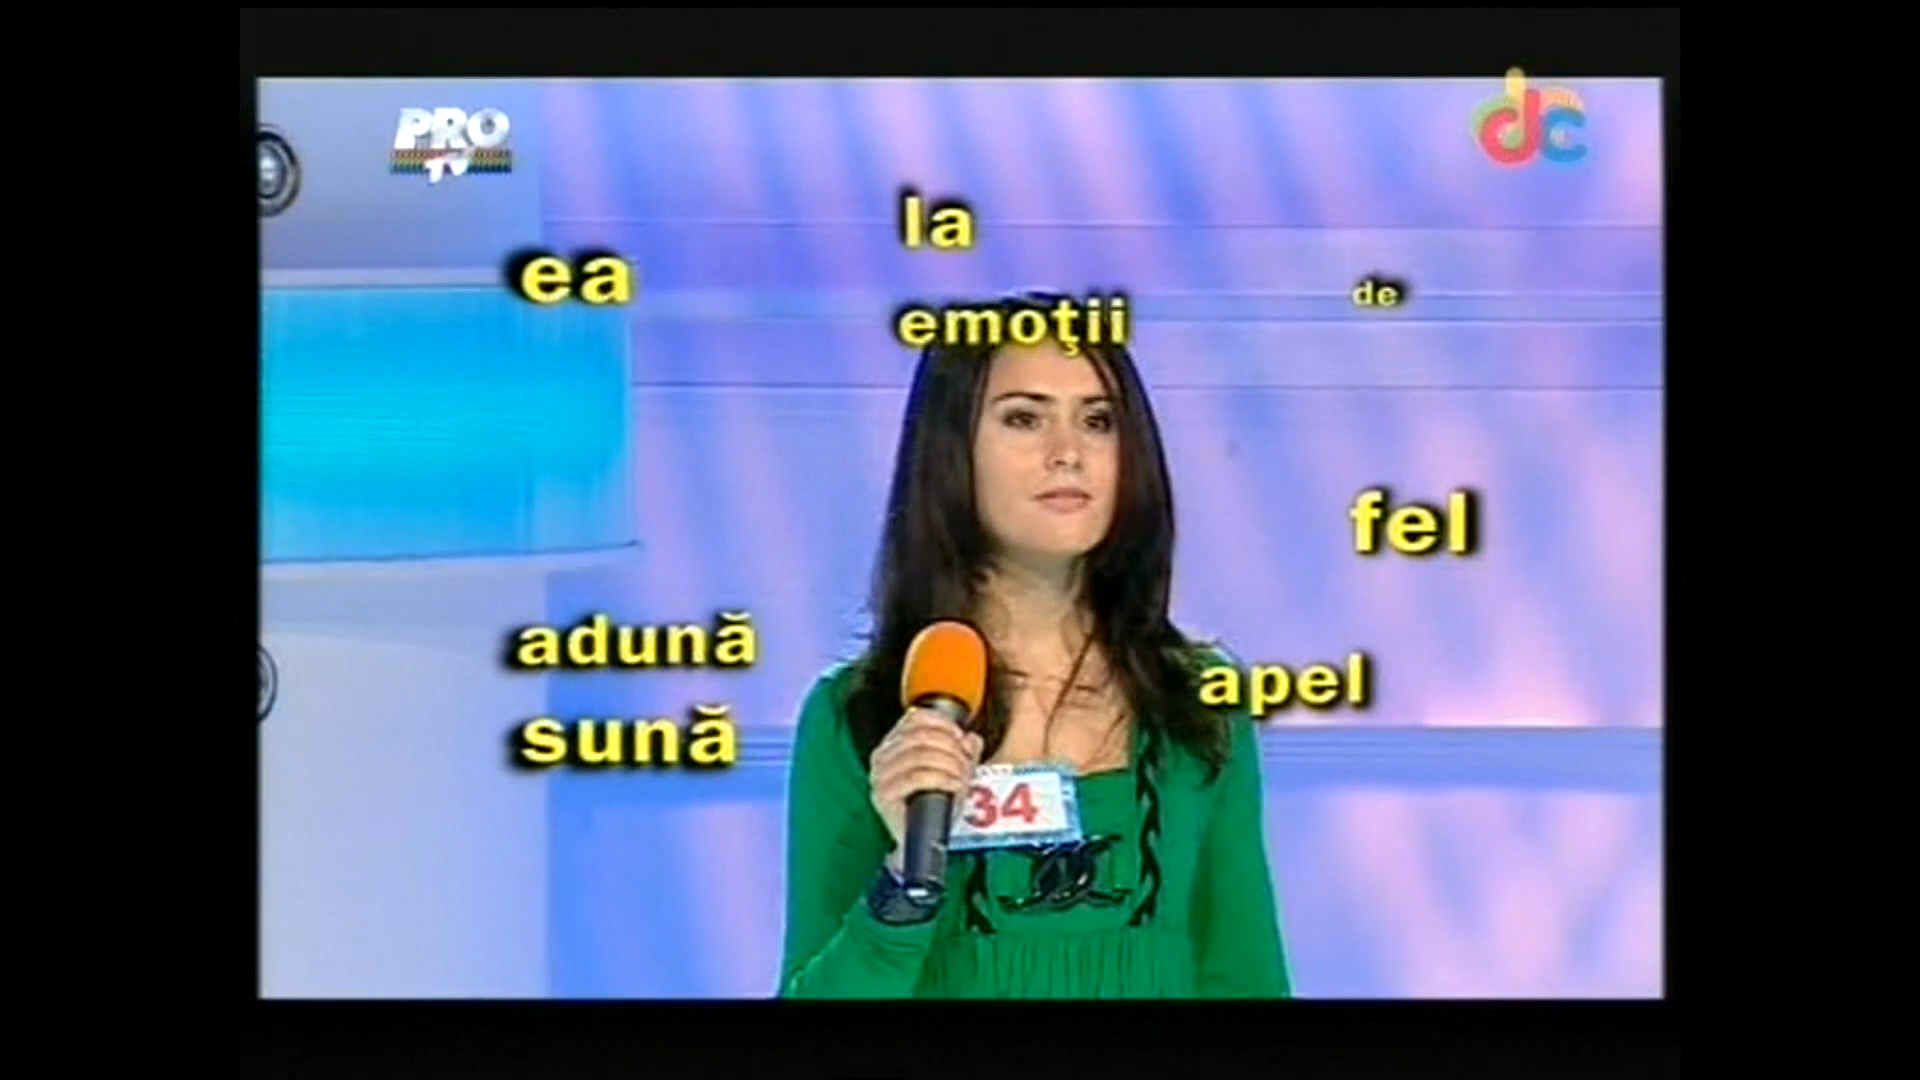 PRO
TV
dc
la
ea
de
emoţii
fel
adună
apel
sună
34